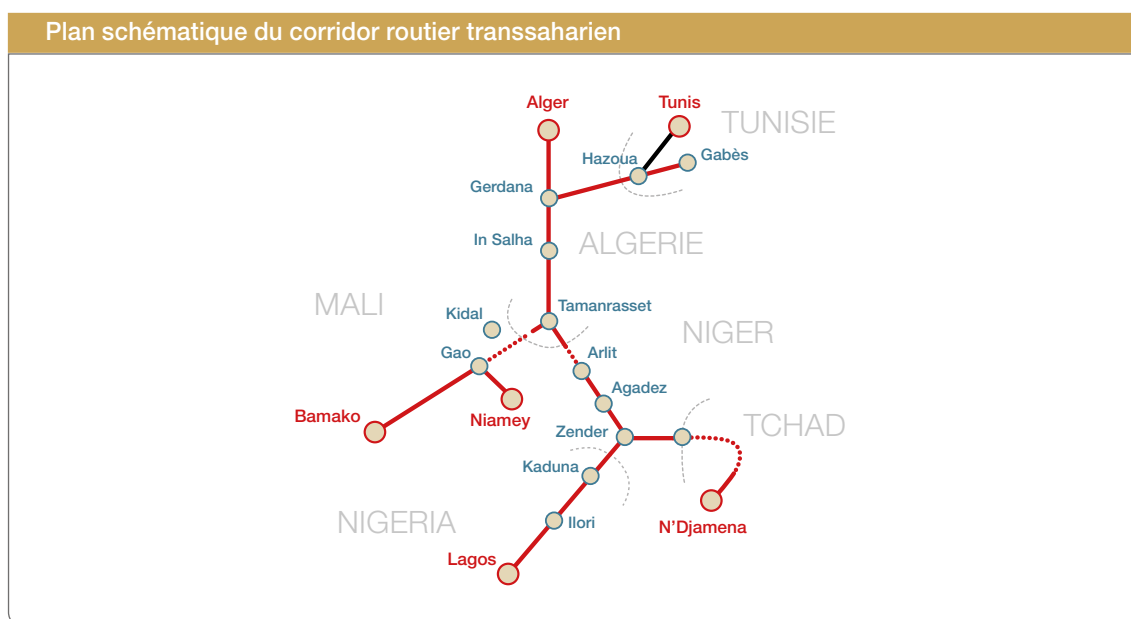 Plan schématique du corridor routier transsaharien
Alger
Tunis
TUNISIE
Hazoua
Gabès
Gerdana
In Salha
ALGERIE
MALI
Tamanrasset
Kidal
NIGER
Gao
Arlit
Agadez
Bamako
Niamey
Zender
TCHAD
Kaduna
NIGERIA
Ilori
N'Djamena
Lagos